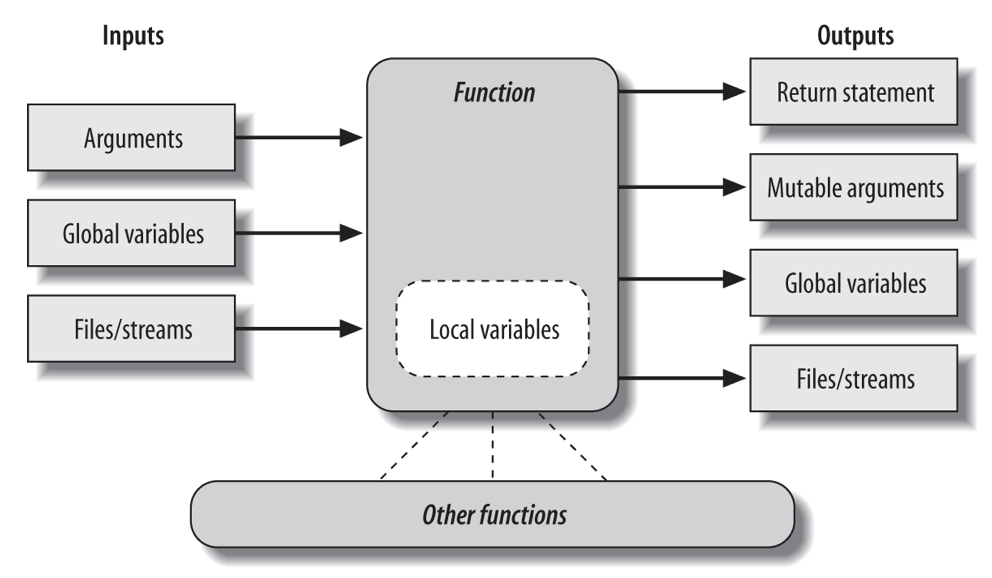 Inputs
Outputs
Function
Return statement
Arguments
Mutable arguments
Global variables
Global variables
Files/streams
Local variables
Files/streams
Other functions